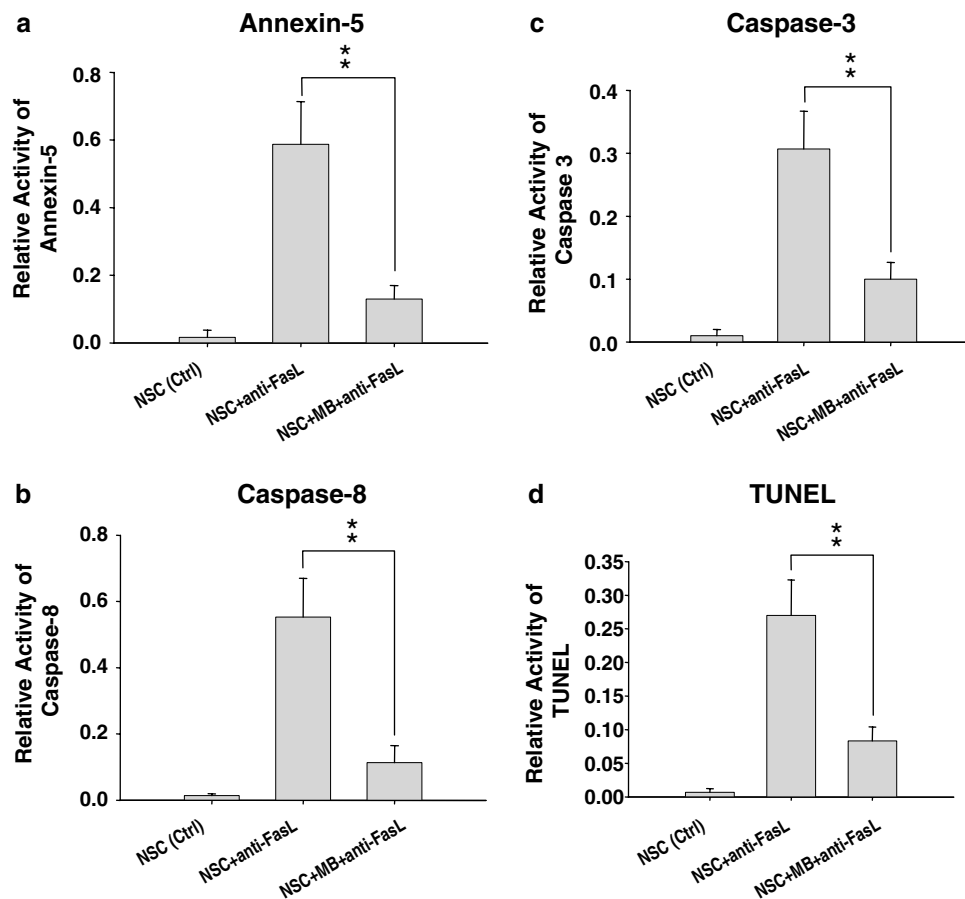 a
Annexin-5
*
*
0.8
0.6
0.4
0.2
0.0
Relative Activity of
Annexin-5
NSC (Ctrl)
NSC+anti-FasL
NSC+MB+anti-FasL
c
Caspase-3
*
*
0.4
0.3
0.2
0.1
0.0
Relative Activity of
Caspase 3
NSC (Ctrl)
NSC+anti-FasL
NSC+MB+anti-FasL
b
Caspase-8
*
*
0.8
0.6
0.4
0.2
0.0
Relative Activity of
Caspase-8
NSC (Ctrl)
NSC+anti-FasL
NSC+MB+anti-FasL
d
TUNEL
*
*
0.35
0.30
0.25
0.20
0.15
0.10
0.05
0.00
Relative Activity of
TUNEL
NSC (Ctrl)
NSC+anti-FasL
NSC+MB+anti-FasL